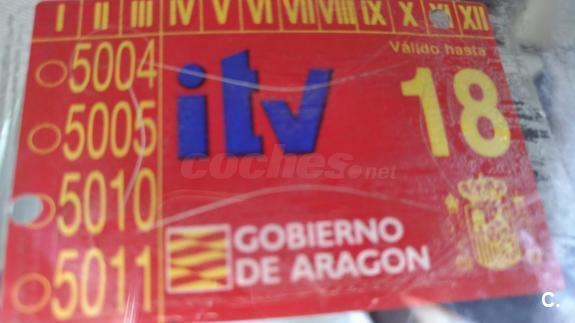 I II III IV V VI VII VIII IX X XI XII
Válido hasta
5004
itv
18
5005
coches.net
5010
GOBIERNO
DE ARAGON
5011
C.